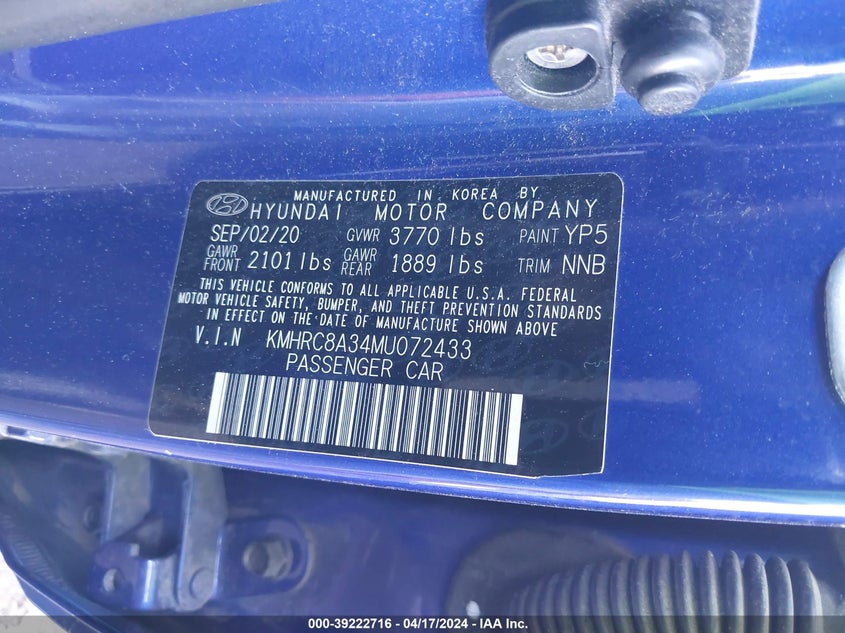 MANUFACTURED IN KOREA BY
HYUNDAI MOTOR COMPANY
SEP/02/20 GVWR 3770 lbs PAINT YP5
GAWR FRONT 2101 lbs GAWR REAR 1889 lbs TRIM NNB
THIS VEHICLE CONFORMS TO ALL APPLICABLE U.S.A. FEDERAL
MOTOR VEHICLE SAFETY, BUMPER, AND THEFT PREVENTION STANDARDS
IN EFFECT ON THE DATE OF MANUFACTURE SHOWN ABOVE
V.I.N KMHRC8A34MU072433
PASSENGER CAR
000-39222716 - 04/17/2024 - IAA Inc.